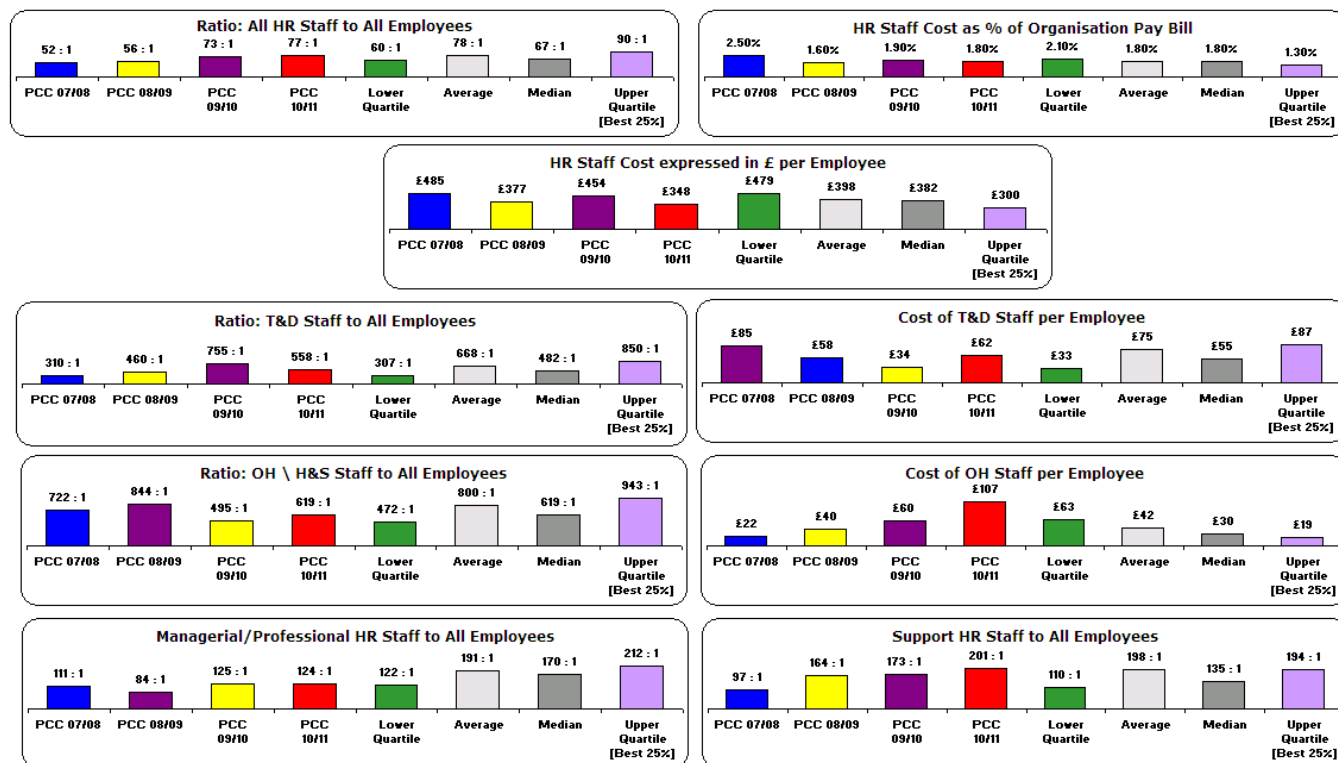 Ratio: All HR Staff to All Employees
52 : 1 56 : 1 73 : 1 77 : 1 60 : 1 78 : 1 67 : 1 90 : 1
PCC 07/08 PCC 08/09 PCC 09/10 PCC 10/11 Lower Quartile Average Median Upper Quartile [Best 25%]
HR Staff Cost as % of Organisation Pay Bill
2.50% 1.60% 1.90% 1.80% 2.10% 1.80% 1.80% 1.30%
PCC 07/08 PCC 08/09 PCC 09/10 PCC 10/11 Lower Quartile Average Median Upper Quartile [Best 25%]
HR Staff Cost expressed in £ per Employee
£485 £377 £454 £348 £479 £398 £382 £300
PCC 07/08 PCC 08/09 PCC 09/10 PCC 10/11 Lower Quartile Average Median Upper Quartile [Best 25%]
Ratio: T&D Staff to All Employees
310 : 1 460 : 1 755 : 1 558 : 1 307 : 1 668 : 1 482 : 1 850 : 1
PCC 07/08 PCC 08/09 PCC 09/10 PCC 10/11 Lower Quartile Average Median Upper Quartile [Best 25%]
Cost of T&D Staff per Employee
£85 £58 £34 £62 £33 £75 £55 £87
PCC 07/08 PCC 08/09 PCC 09/10 PCC 10/11 Lower Quartile Average Median Upper Quartile [Best 25%]
Ratio: OH \ H&S Staff to All Employees
722 : 1 844 : 1 495 : 1 619 : 1 472 : 1 800 : 1 619 : 1 943 : 1
PCC 07/08 PCC 08/09 PCC 09/10 PCC 10/11 Lower Quartile Average Median Upper Quartile [Best 25%]
Cost of OH Staff per Employee
£22 £40 £60 £107 £63 £42 £30 £19
PCC 07/08 PCC 08/09 PCC 09/10 PCC 10/11 Lower Quartile Average Median Upper Quartile [Best 25%]
Managerial/Professional HR Staff to All Employees
111 : 1 84 : 1 125 : 1 124 : 1 122 : 1 191 : 1 170 : 1 212 : 1
PCC 07/08 PCC 08/09 PCC 09/10 PCC 10/11 Lower Quartile Average Median Upper Quartile [Best 25%]
Support HR Staff to All Employees
97 : 1 164 : 1 173 : 1 201 : 1 110 : 1 198 : 1 135 : 1 194 : 1
PCC 07/08 PCC 08/09 PCC 09/10 PCC 10/11 Lower Quartile Average Median Upper Quartile [Best 25%]